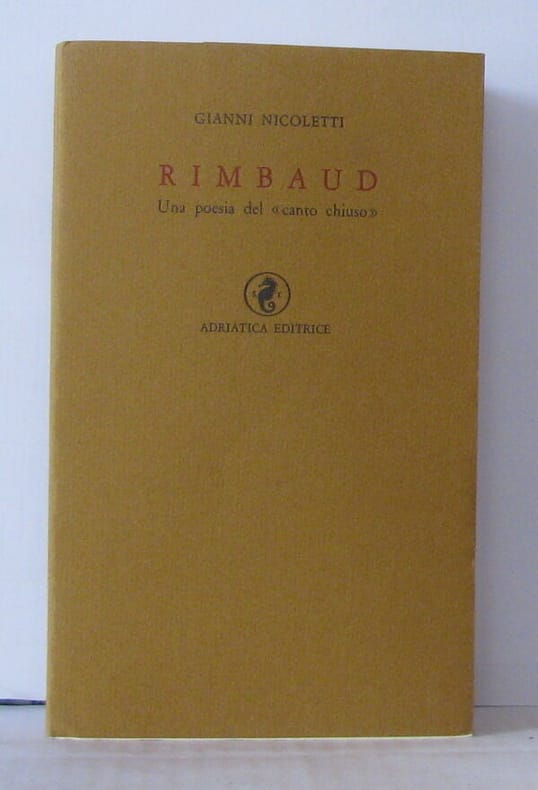 GIANNI NICOLETTI
RIMBAUD
Una poesia del «canto chiuso»
ADRIATICA EDITRICE